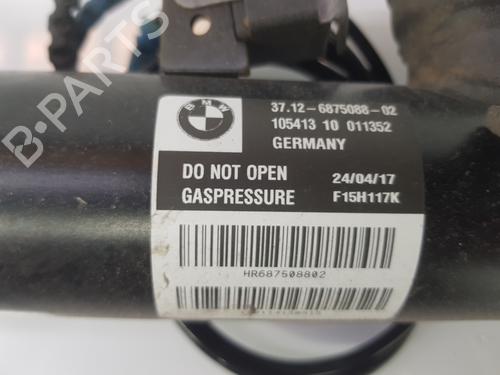 B-PARTS
BMW
37.12-6875088-02
105413 10 011352
GERMANY
DO NOT OPEN 24/04/17
GASPRESSURE F15H117K
HR687508802